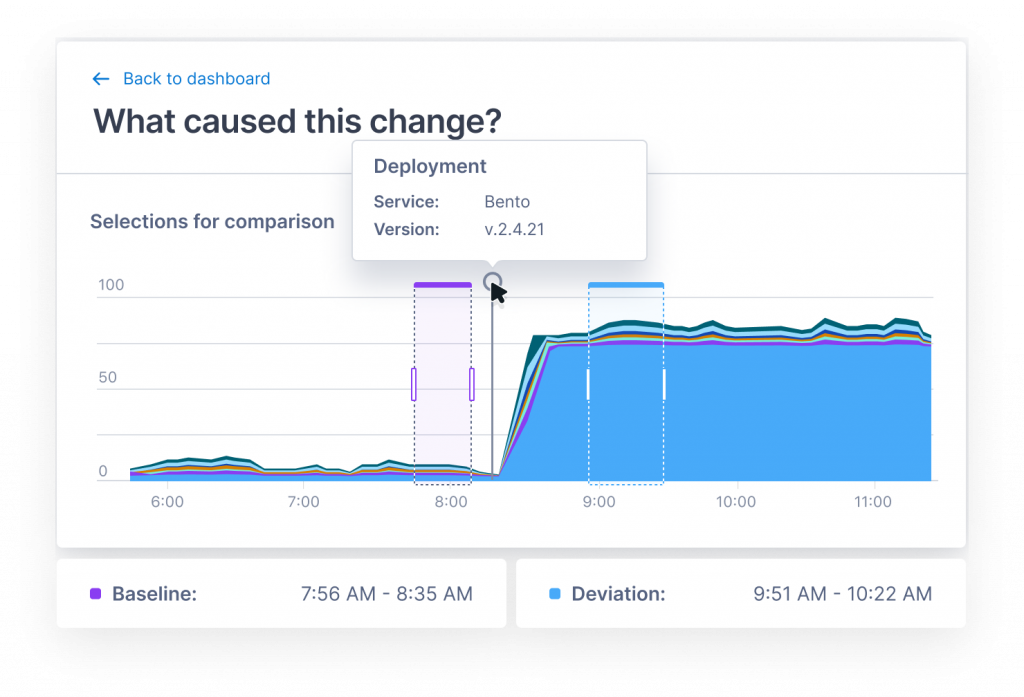 Back to dashboard
What caused this change?
Deployment
Service: Bento
Version: v.2.4.21
Selections for comparison
100
50
0
6:00 7:00 8:00 9:00 10:00 11:00
Baseline: 7:56 AM - 8:35 AM
Deviation: 9:51 AM - 10:22 AM